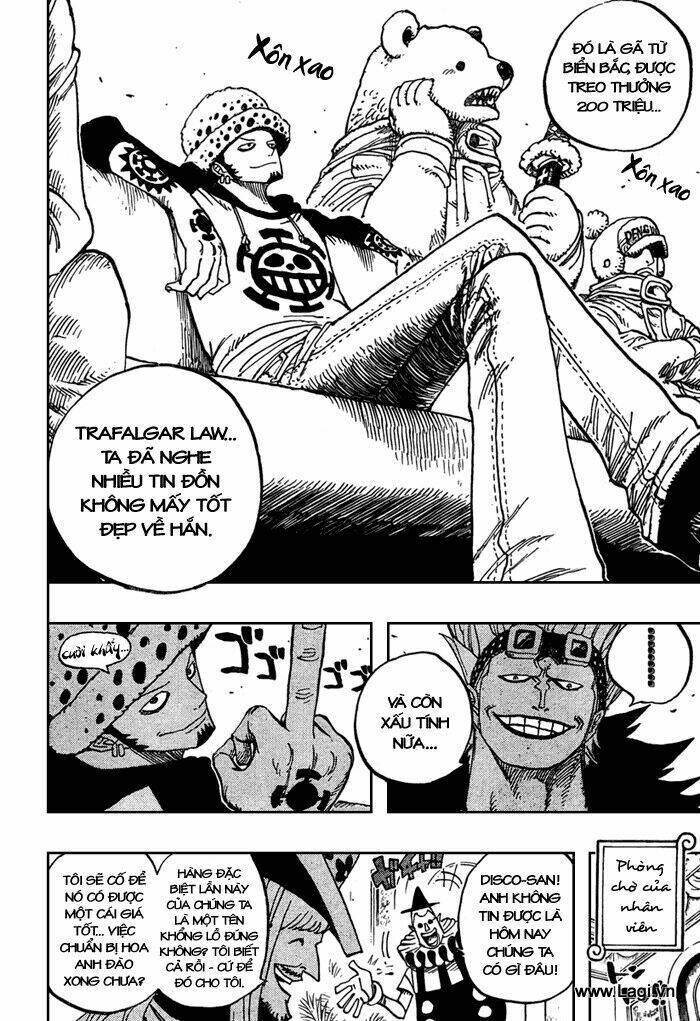 Xôn xao
ĐÓ LÀ GÃ TỪ
BIỂN BẮC, ĐƯỢC
TREO THƯỞNG
200 TRIỆU...
Xôn xao
PENGUIN
TRAFALGAR LAW...
TA ĐÃ NGHE
NHIỀU TIN ĐỒN
KHÔNG MẤY TỐT
ĐẸP VỀ HẮN.
cười khẩy...
ゴゴゴ
VÀ CÒN
XẤU TÍNH
NỮA...
Phòng
chờ của
nhân
viên
DISCO-SAN!
ANH KHÔNG
TIN ĐƯỢC LÀ
HÔM NAY
CHÚNG TA
CÓ GÌ ĐÂU!
HÀNG ĐẶC
BIỆT LẦN NÀY
CỦA CHÚNG TA
LÀ MỘT TÊN
KHỔNG LỒ ĐÚNG
KHÔNG? TÔI BIẾT
CẢ RỒI - CỨ ĐỂ
ĐÓ CHO TÔI.
TÔI SẼ CỐ ĐỂ
NÓ CÓ ĐƯỢC
MỘT CÁI GIÁ
TỐT... VIỆC
CHUẨN BỊ HOA
ANH ĐÀO
XONG CHƯA?
www.Lagi.vn